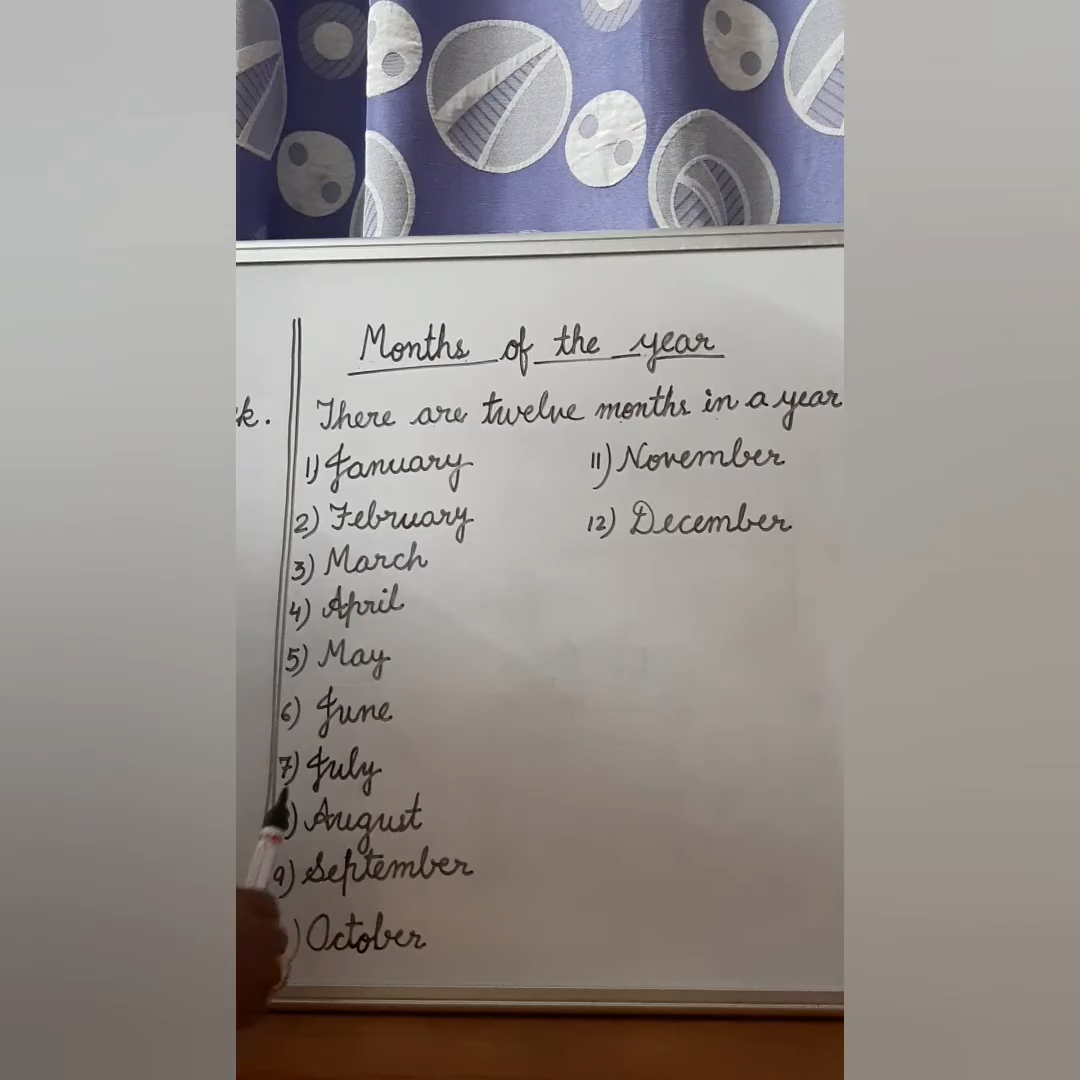 Months of the year
k.
There are twelve months in a year
1) January
2) February
3) March
4) April
5) May
6) June
7) July
) August
9) September
) October
11) November
12) December